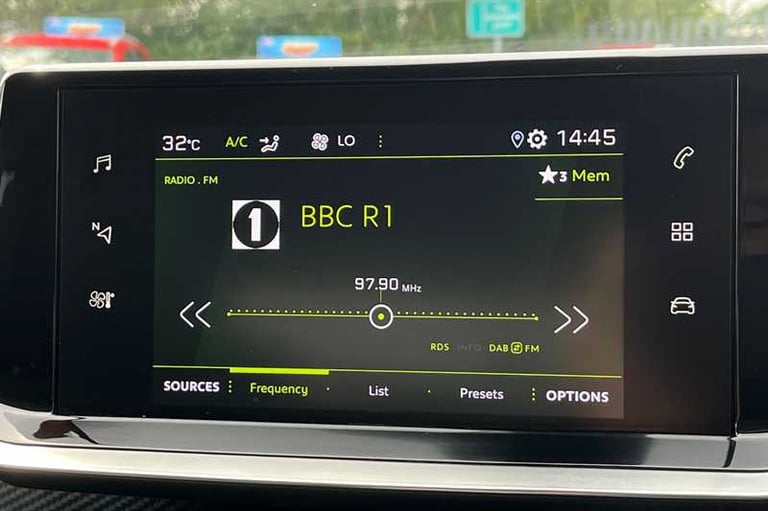 32°C A/C LO 14:45
RADIO . FM
3 Mem
1 BBC R1
N
97.90 MHz
RDS INFO DAB FM
SOURCES Frequency List Presets OPTIONS